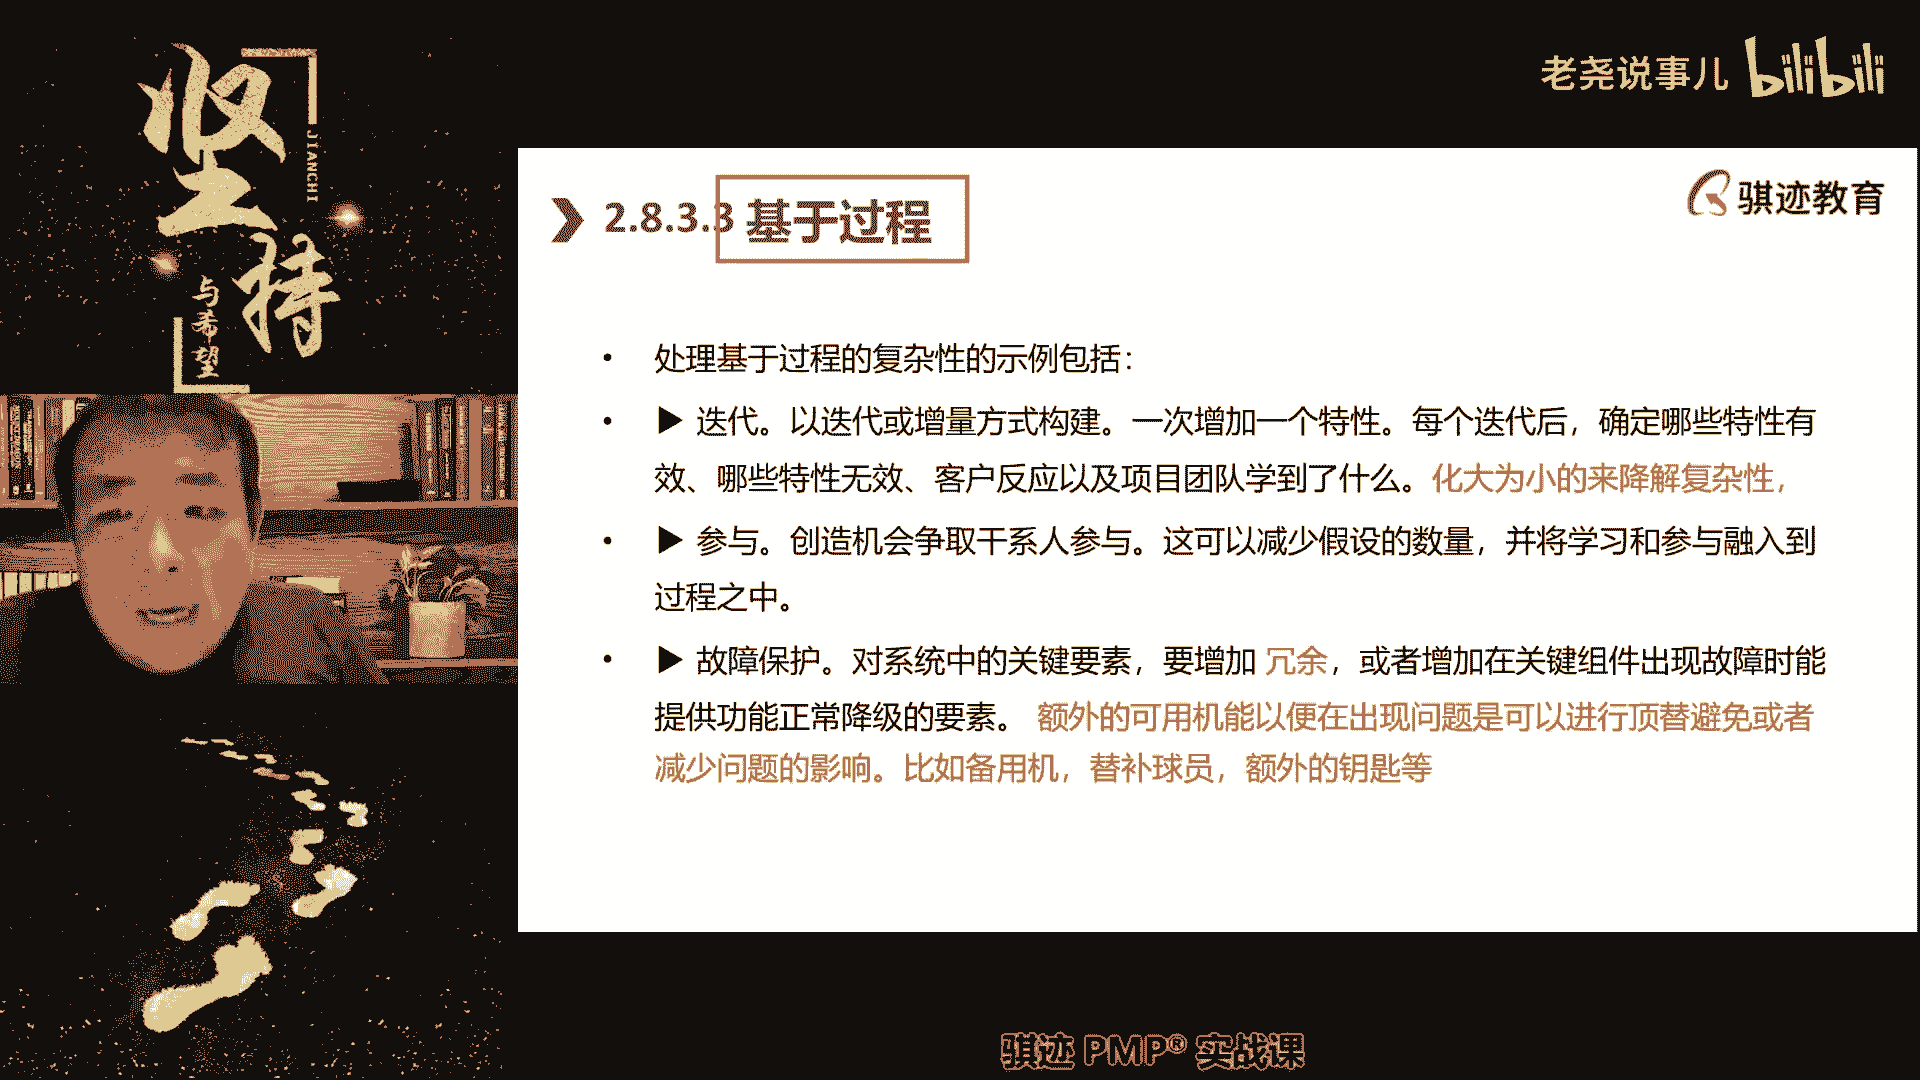 坚持
JIANCHI
与希望
老尧说事儿 bilibili
骐迹教育
2.8.3.3 基于过程
• 处理基于过程的复杂性的示例包括：
• ▶ 迭代。以迭代或增量方式构建。一次增加一个特性。每个迭代后，确定哪些特性有
效、哪些特性无效、客户反应以及项目团队学到了什么。化大为小的来降解复杂性，
• ▶ 参与。创造机会争取干系人参与。这可以减少假设的数量，并将学习和参与融入到
过程之中。
• ▶ 故障保护。对系统中的关键要素，要增加 冗余，或者增加在关键组件出现故障时能
提供功能正常降级的要素。 额外的可用机能以便在出现问题是可以进行顶替避免或者
减少问题的影响。比如备用机，替补球员，额外的钥匙等
骐迹 PMP® 实战课